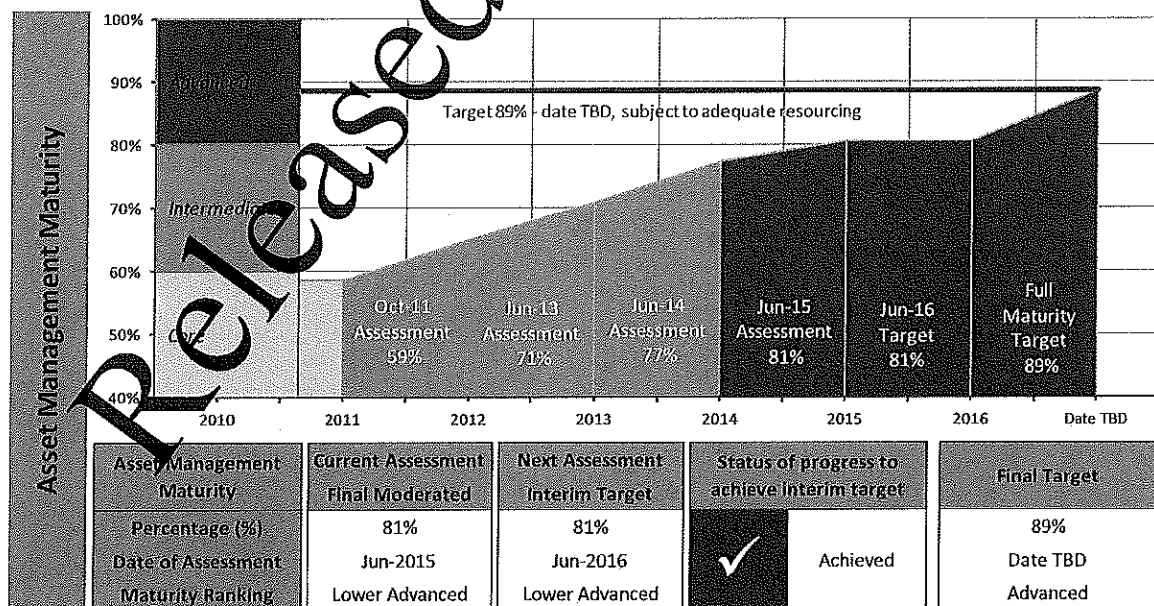 Asset Management Maturity
100%
90%
80%
70%
60%
50%
40%
Advanced
Core
Released
Target 89% - date TBD, subject to adequate resourcing
Oct-11
Assessment
59%
Jun-13
Assessment
71%
Jun-14
Assessment
77%
Jun-15
Assessment
81%
Jun-16
Target
81%
Full
Maturity
Target
89%
2010 2011 2012 2013 2014 2015 2016 Date TBD
Asset Management
Maturity
Percentage (%)
Date of Assessment
Maturity Ranking
Current Assessment
Final Moderated
81%
Jun-2015
Lower Advanced
Next Assessment
Interim Target
81%
Jun-2016
Lower Advanced
Status of progress to
achieve interim target
✓ Achieved
Final Target
89%
Date TBD
Advanced